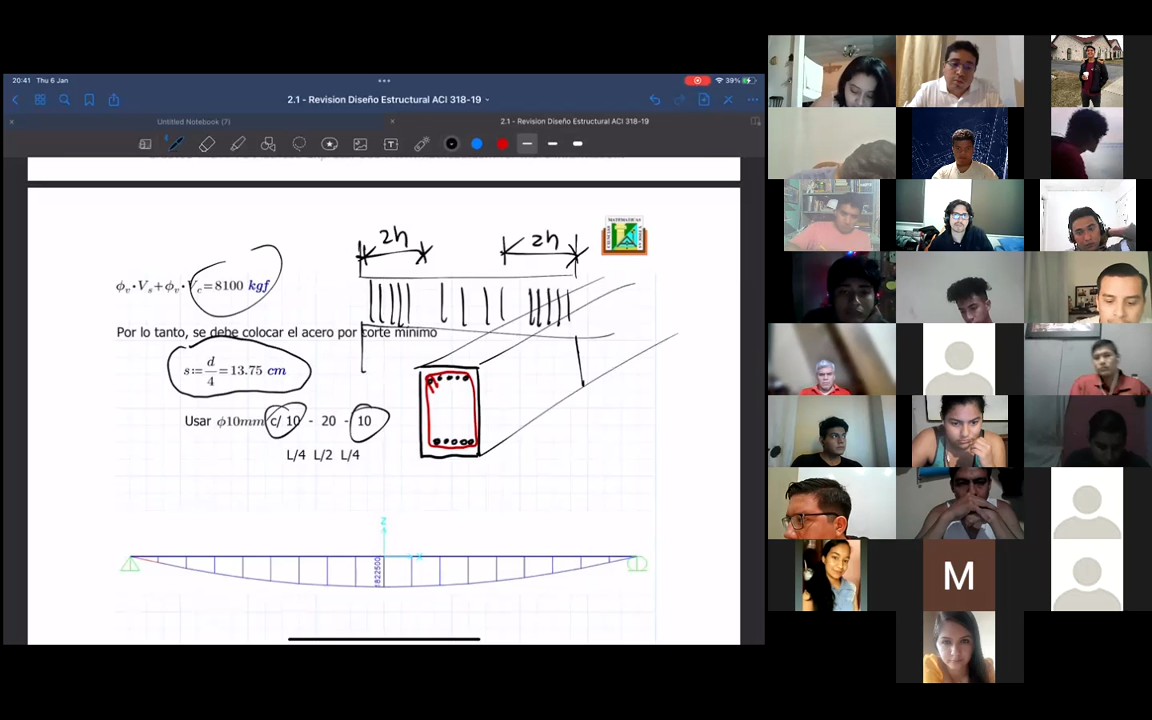 20:41 Thu 6 Jan
39%
2.1 - Revision Diseño Estructural ACI 318-19
Untitled Notebook (7)
2.1 - Revision Diseño Estructural ACI 318-19
2h
2h
ϕv·Vs+ϕv·Vc=8100 kgf
Por lo tanto, se debe colocar el acero por corte mínimo
s:=d/4=13.75 cm
Usar ϕ10mm c/ 10 - 20 - 10
L/4 L/2 L/4
Z
M